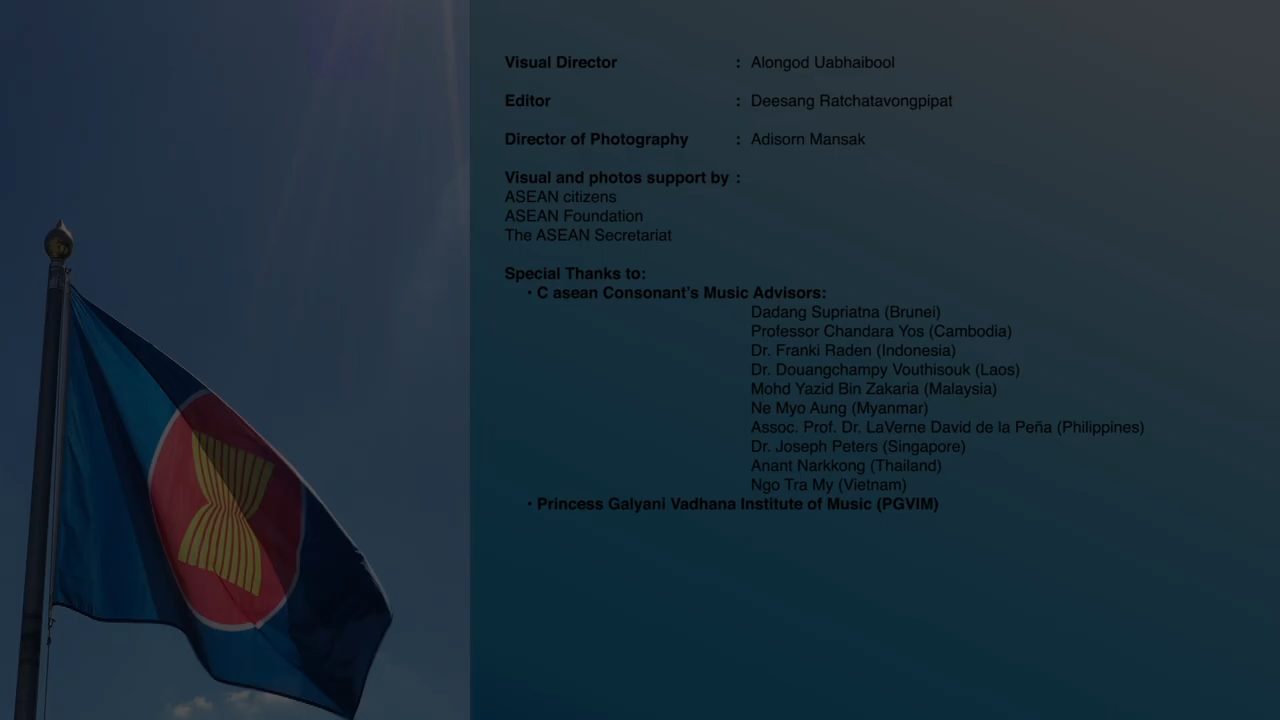 Visual Director : Alongod Uabhaibool
Editor : Deesang Ratchatavongpipat
Director of Photography : Adisorn Mansak
Visual and photos support by :
ASEAN citizens
ASEAN Foundation
The ASEAN Secretariat
Special Thanks to:
· C asean Consonant's Music Advisors:
Dadang Supriatna (Brunei)
Professor Chandara Yos (Cambodia)
Dr. Franki Raden (Indonesia)
Dr. Douangchampy Vouthisouk (Laos)
Mohd Yazid Bin Zakaria (Malaysia)
Ne Myo Aung (Myanmar)
Assoc. Prof. Dr. LaVerne David de la Peña (Philippines)
Dr. Joseph Peters (Singapore)
Anant Narkkong (Thailand)
Ngo Tra My (Vietnam)
· Princess Galyani Vadhana Institute of Music (PGVIM)